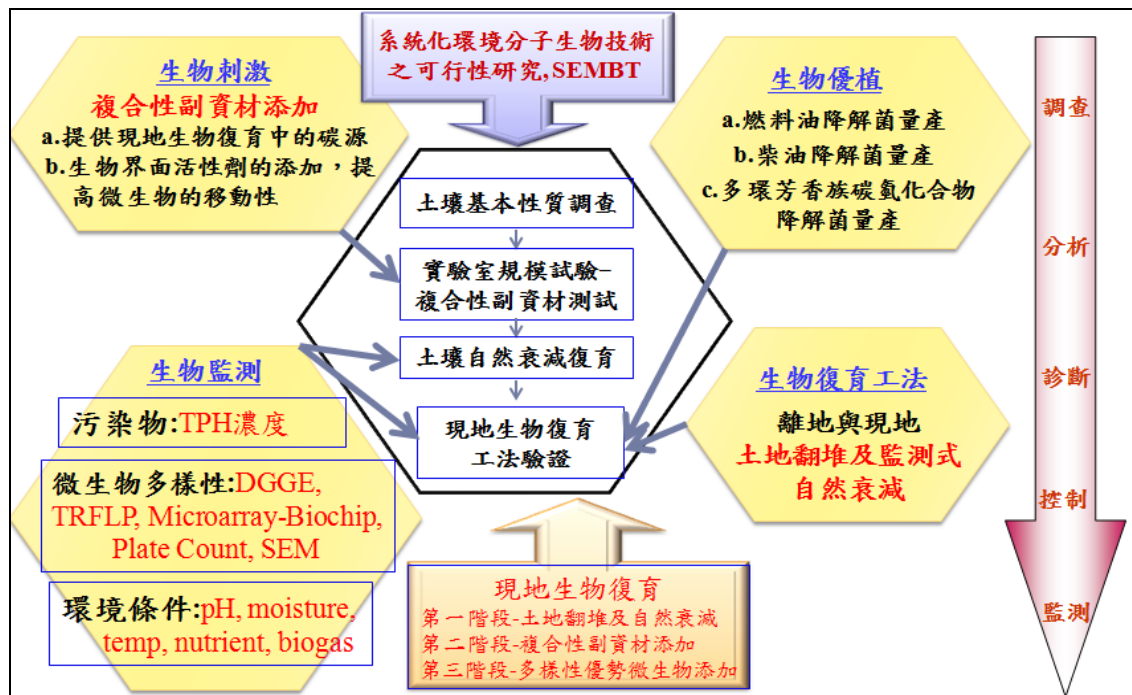 系統化環境分子生物技術
之可行性研究,SEMBT
生物刺激
複合性副資材添加
a.提供現地生物復育中的碳源
b.生物界面活性劑的添加，提
高微生物的移動性
生物優植
a.燃料油降解菌量產
b.柴油降解菌量產
c.多環芳香族碳氫化合物
降解菌量產
土壤基本性質調查
實驗室規模試驗-
複合性副資材測試
土壤自然衰減復育
現地生物復育
工法驗證
生物監測
污染物:TPH濃度
微生物多樣性:DGGE,
TRFLP, Microarray-Biochip,
Plate Count, SEM
環境條件:pH, moisture,
temp, nutrient, biogas
生物復育工法
離地與現地
土地翻堆及監測式
自然衰減
現地生物復育
第一階段-土地翻堆及自然衰減
第二階段-複合性副資材添加
第三階段-多樣性優勢微生物添加
調查
分析
診斷
控制
監測